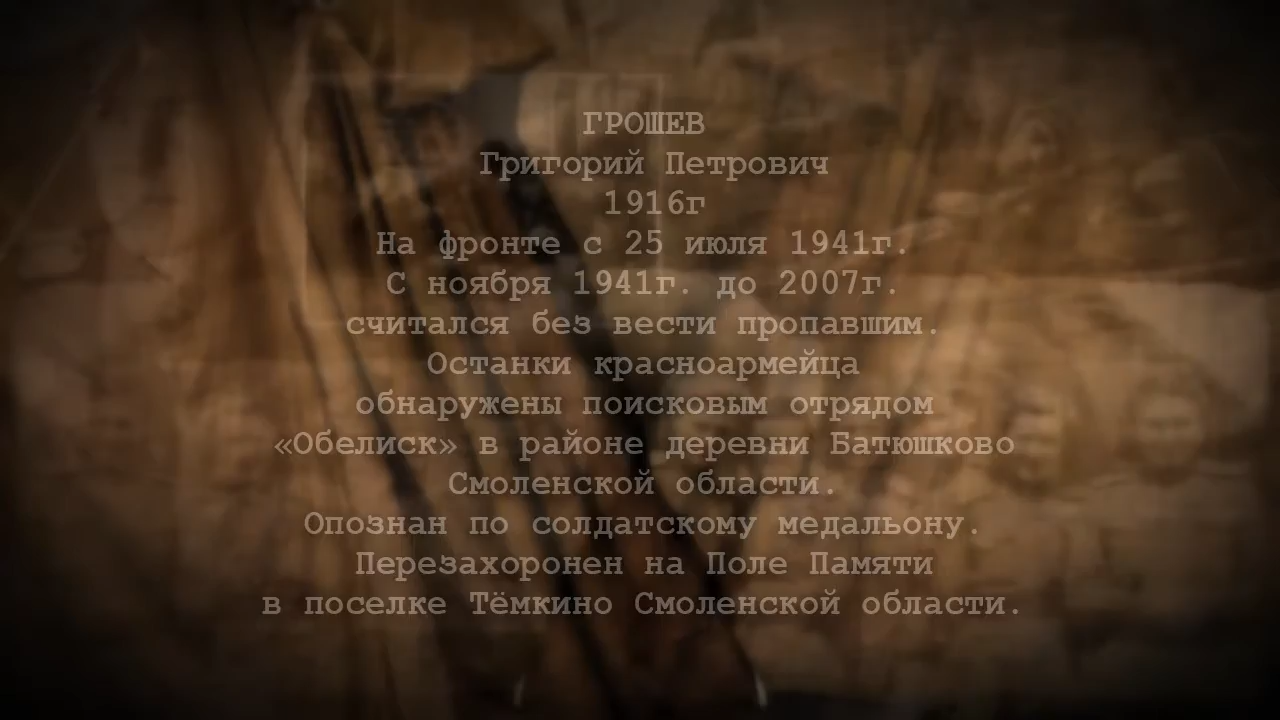 ГРОШЕВ
Григорий Петрович
1916г
На фронте с 25 июля 1941г.
С ноября 1941г. до 2007г.
считался без вести пропавшим.
Останки красноармейца
обнаружены поисковым отрядом
«Обелиск» в районе деревни Батюшково
Смоленской области.
Опознан по солдатскому медальону.
Перезахоронен на Поле Памяти
в поселке Тёмкино Смоленской области.